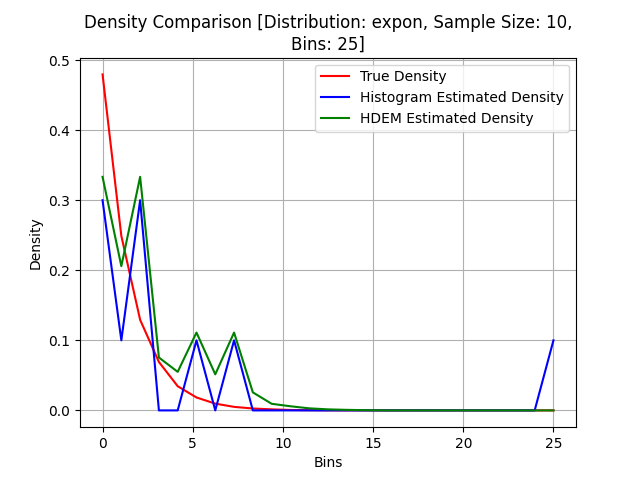 Density Comparison [Distribution: expon, Sample Size: 10,
Bins: 25]
True Density
Histogram Estimated Density
HDEM Estimated Density
Density
0.5
0.4
0.3
0.2
0.1
0.0
0 5 10 15 20 25
Bins